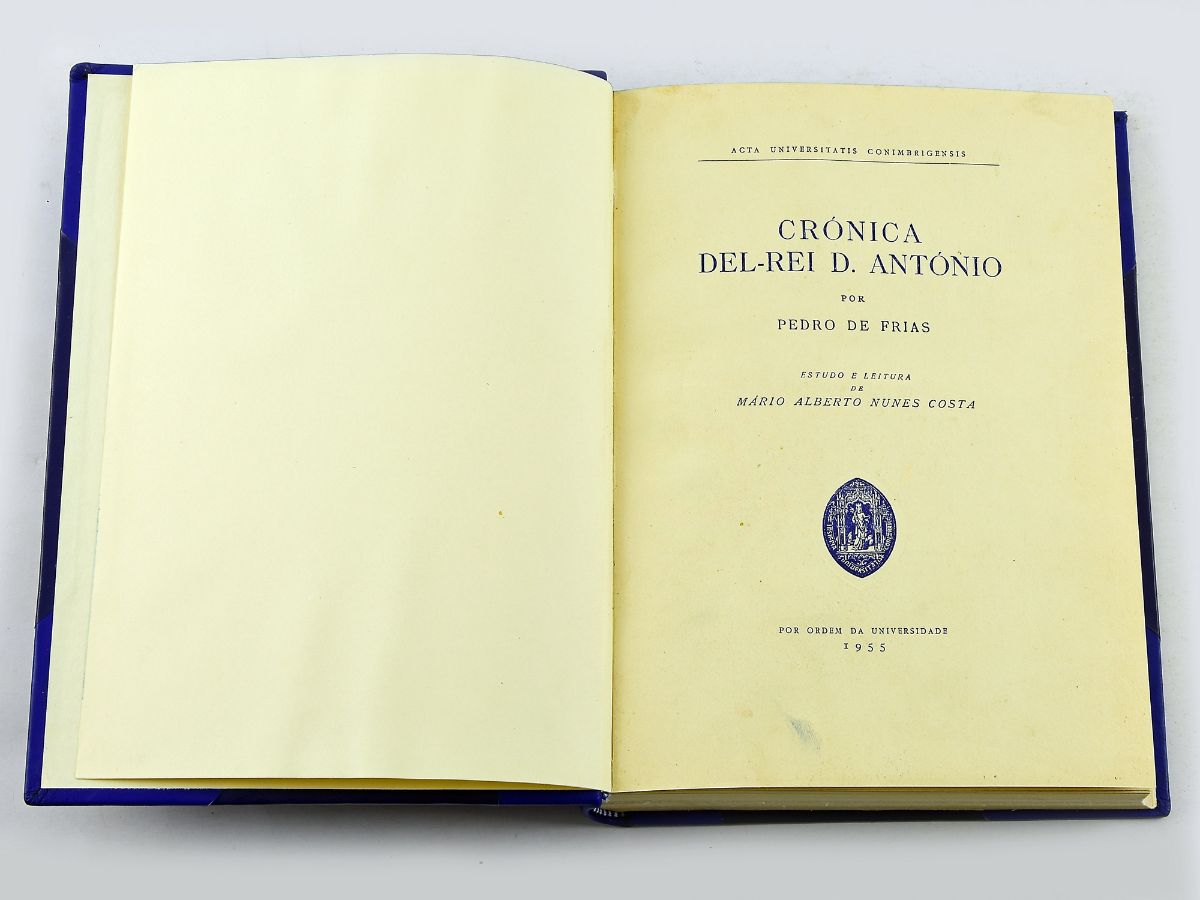 ACTA UNIVERSITATIS CONIMBRIGENSIS
CRÓNICA
DEL-REI D. ANTÓNIO
POR
PEDRO DE FRIAS
ESTUDO E LEITURA
DE
MÁRIO ALBERTO NUNES COSTA
POR ORDEM DA UNIVERSIDADE
1955